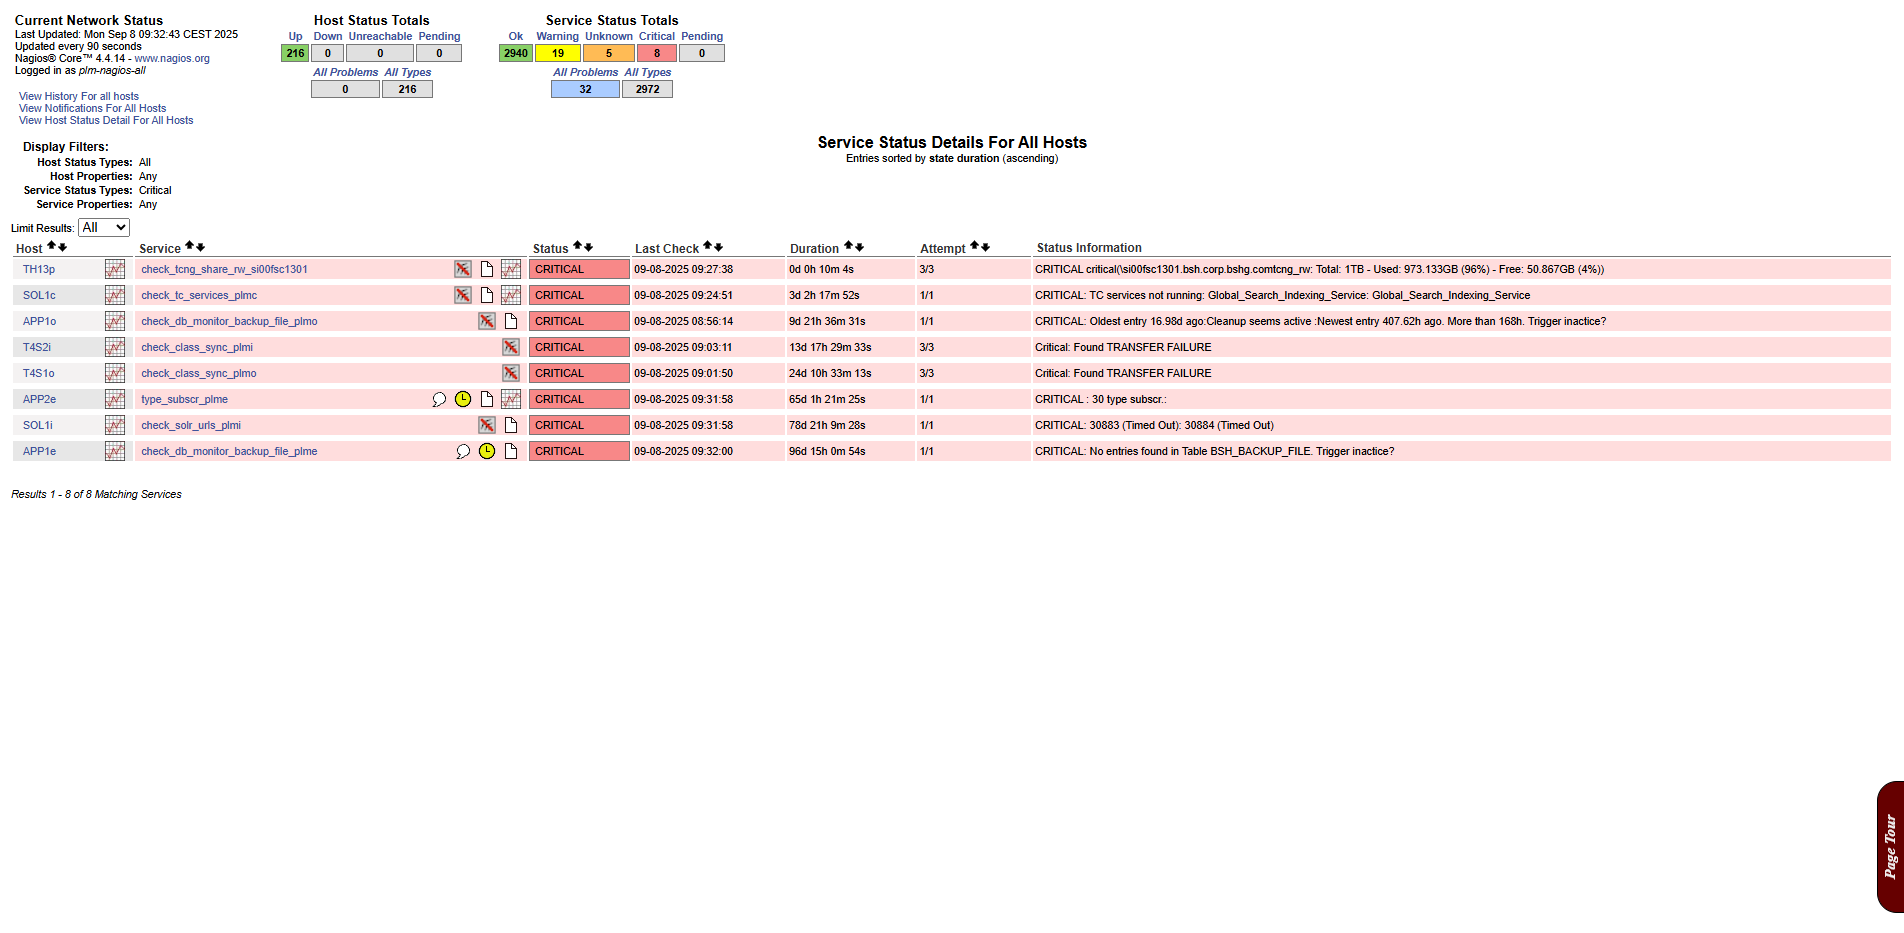 Current Network Status
Last Updated: Mon Sep 8 09:32:43 CEST 2025
Updated every 90 seconds
Nagios® Core™ 4.4.14 - www.nagios.org
Logged in as plm-nagios-all
View History For all hosts
View Notifications For All Hosts
View Host Status Detail For All Hosts
Host Status Totals
Up Down Unreachable Pending
216 0 0 0
All Problems All Types
0 216
Service Status Totals
Ok Warning Unknown Critical Pending
2940 19 5 8 0
All Problems All Types
32 2972
Display Filters:
Host Status Types: All
Host Properties: Any
Service Status Types: Critical
Service Properties: Any
Service Status Details For All Hosts
Entries sorted by state duration (ascending)
Limit Results: All
Host Service Status Last Check Duration Attempt Status Information
TH13p check_tcng_share_rw_si00fsc1301 CRITICAL 09-08-2025 09:27:38 0d 0h 10m 4s 3/3 CRITICAL critical(\si00fsc1301.bsh.corp.bshg.comtcng_rw: Total: 1TB - Used: 973.133GB (96%) - Free: 50.867GB (4%))
SOL1c check_tc_services_plmc CRITICAL 09-08-2025 09:24:51 3d 2h 17m 52s 1/1 CRITICAL: TC services not running: Global_Search_Indexing_Service: Global_Search_Indexing_Service
APP1o check_db_monitor_backup_file_plmo CRITICAL 09-08-2025 08:56:14 9d 21h 36m 31s 1/1 CRITICAL: Oldest entry 16.98d ago:Cleanup seems active :Newest entry 407.62h ago. More than 168h. Trigger inactice?
T4S2i check_class_sync_plmi CRITICAL 09-08-2025 09:03:11 13d 17h 29m 33s 3/3 Critical: Found TRANSFER FAILURE
T4S1o check_class_sync_plmo CRITICAL 09-08-2025 09:01:50 24d 10h 33m 13s 3/3 Critical: Found TRANSFER FAILURE
APP2e type_subscr_plme CRITICAL 09-08-2025 09:31:58 65d 1h 21m 25s 1/1 CRITICAL : 30 type subscr.:
SOL1i check_solr_urls_plmi CRITICAL 09-08-2025 09:31:58 78d 21h 9m 28s 1/1 CRITICAL: 30883 (Timed Out): 30884 (Timed Out)
APP1e check_db_monitor_backup_file_plme CRITICAL 09-08-2025 09:32:00 96d 15h 0m 54s 1/1 CRITICAL: No entries found in Table BSH_BACKUP_FILE. Trigger inactice?
Results 1 - 8 of 8 Matching Services
Page Tour